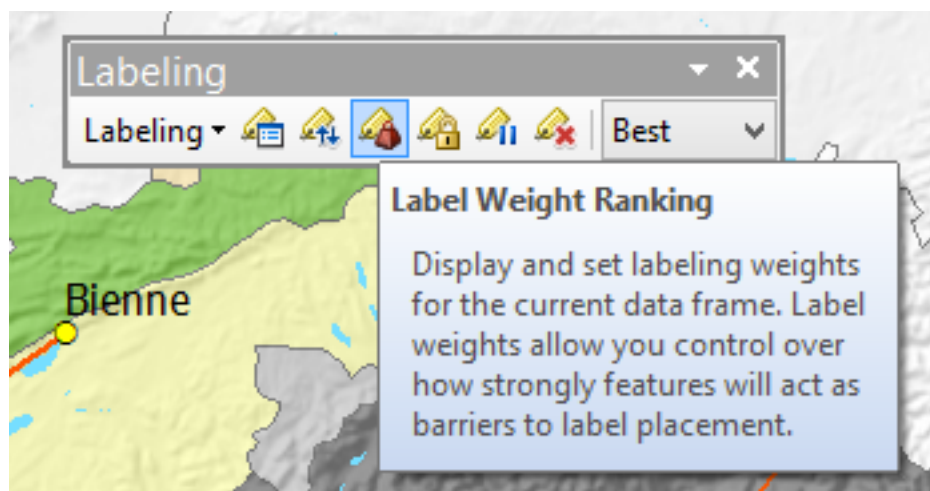 Labeling
Labeling Best
Label Weight Ranking
Display and set labeling weights
for the current data frame. Label
weights allow you control over
how strongly features will act as
barriers to label placement.
Bienne